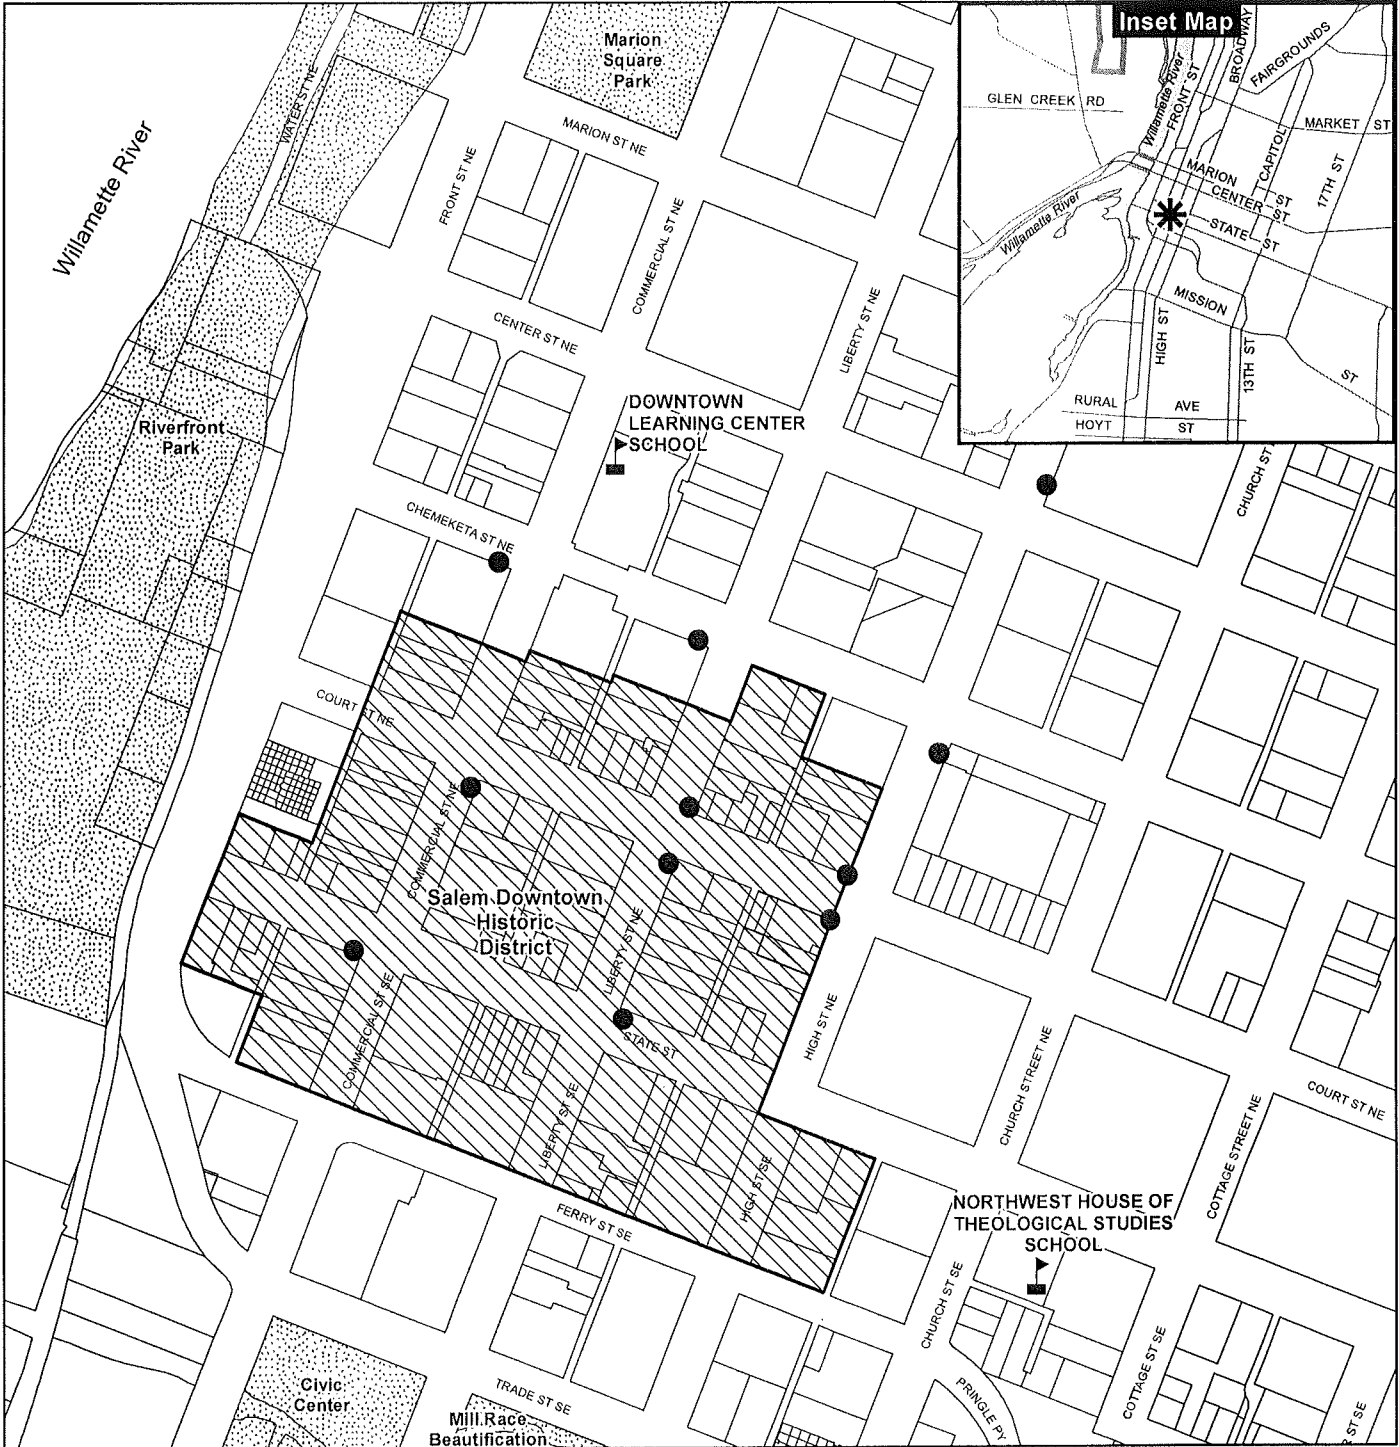 Marion
Square
Park
WATER ST NE
Willamette River
MARION ST NE
FRONT ST NE
COMMERCIAL ST NE
CENTER ST NE
LIBERTY ST NE
Riverfront
Park
DOWNTOWN
LEARNING CENTER
SCHOOL
CHEMEKETA ST NE
CHURCH ST
COURT ST NE
COMMERCIAL ST NE
Salem Downtown
Historic
District
LIBERTY ST NE
COMMERCIAL ST SE
STATE ST
HIGH ST NE
CHURCH STREET NE
COURT ST NE
COTTAGE STREET NE
LIBERTY ST SE
HIGH ST SE
FERRY ST SE
NORTHWEST HOUSE OF
THEOLOGICAL STUDIES
SCHOOL
CHURCH ST SE
COTTAGE ST SE
PRINGLE PY
TRADE ST SE
Civic
Center
Mill Race
Beautification
ST SE
Inset Map
BROADWAY
FAIRGROUNDS
GLEN CREEK RD
Willamette River
FRONT ST
MARKET ST
CAPITOL
17TH ST
MARION ST
CENTER ST
STATE ST
Willamette River
MISSION ST
HIGH ST
13TH ST
RURAL AVE
HOYT ST